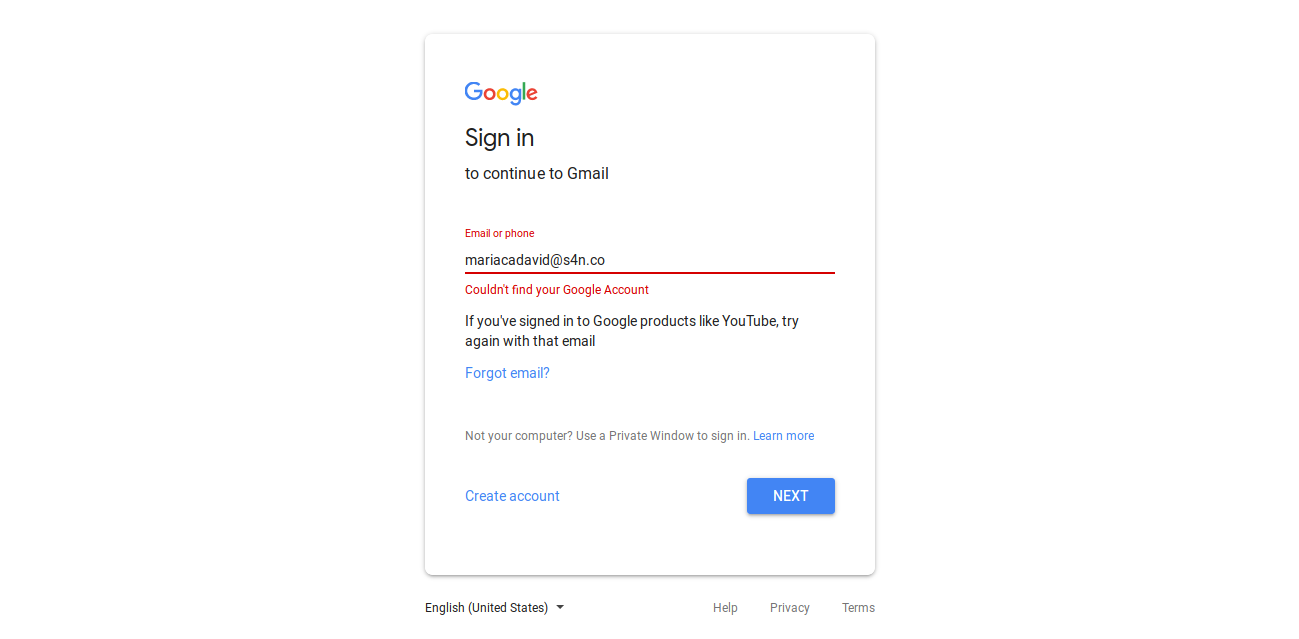 Google
Sign in
to continue to Gmail
Email or phone
mariacadavid@s4n.co
Couldn't find your Google Account
If you've signed in to Google products like YouTube, try
again with that email
Forgot email?
Not your computer? Use a Private Window to sign in. Learn more
Create account
NEXT
English (United States)
Help
Privacy
Terms